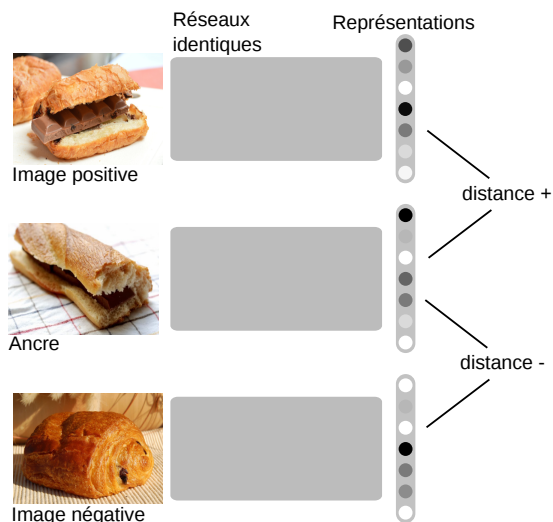 Réseaux
identiques
Représentations
Image positive
distance +
Ancre
distance -
Image négative